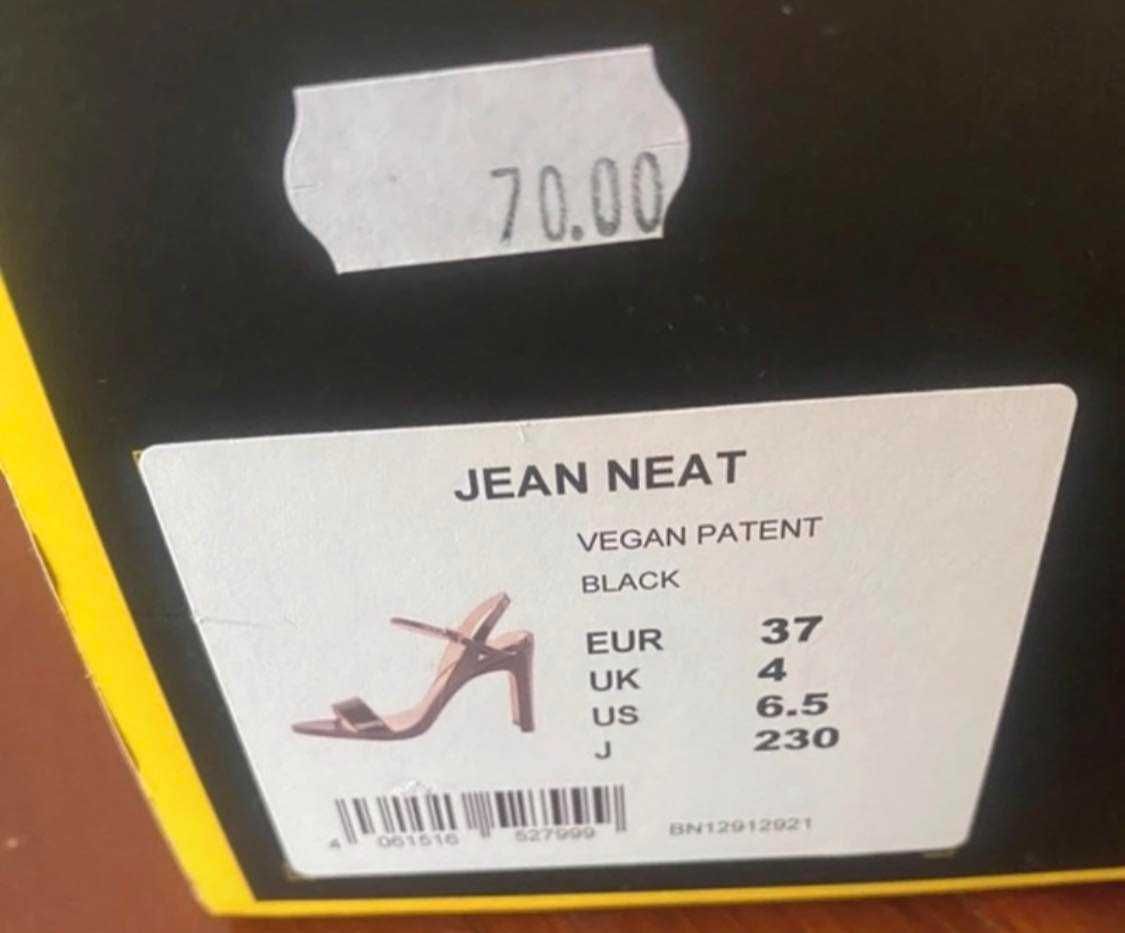 70.00
JEAN NEAT
VEGAN PATENT
BLACK
EUR 37
UK 4
US 6.5
J 230
4 061516 527999
BN12912921